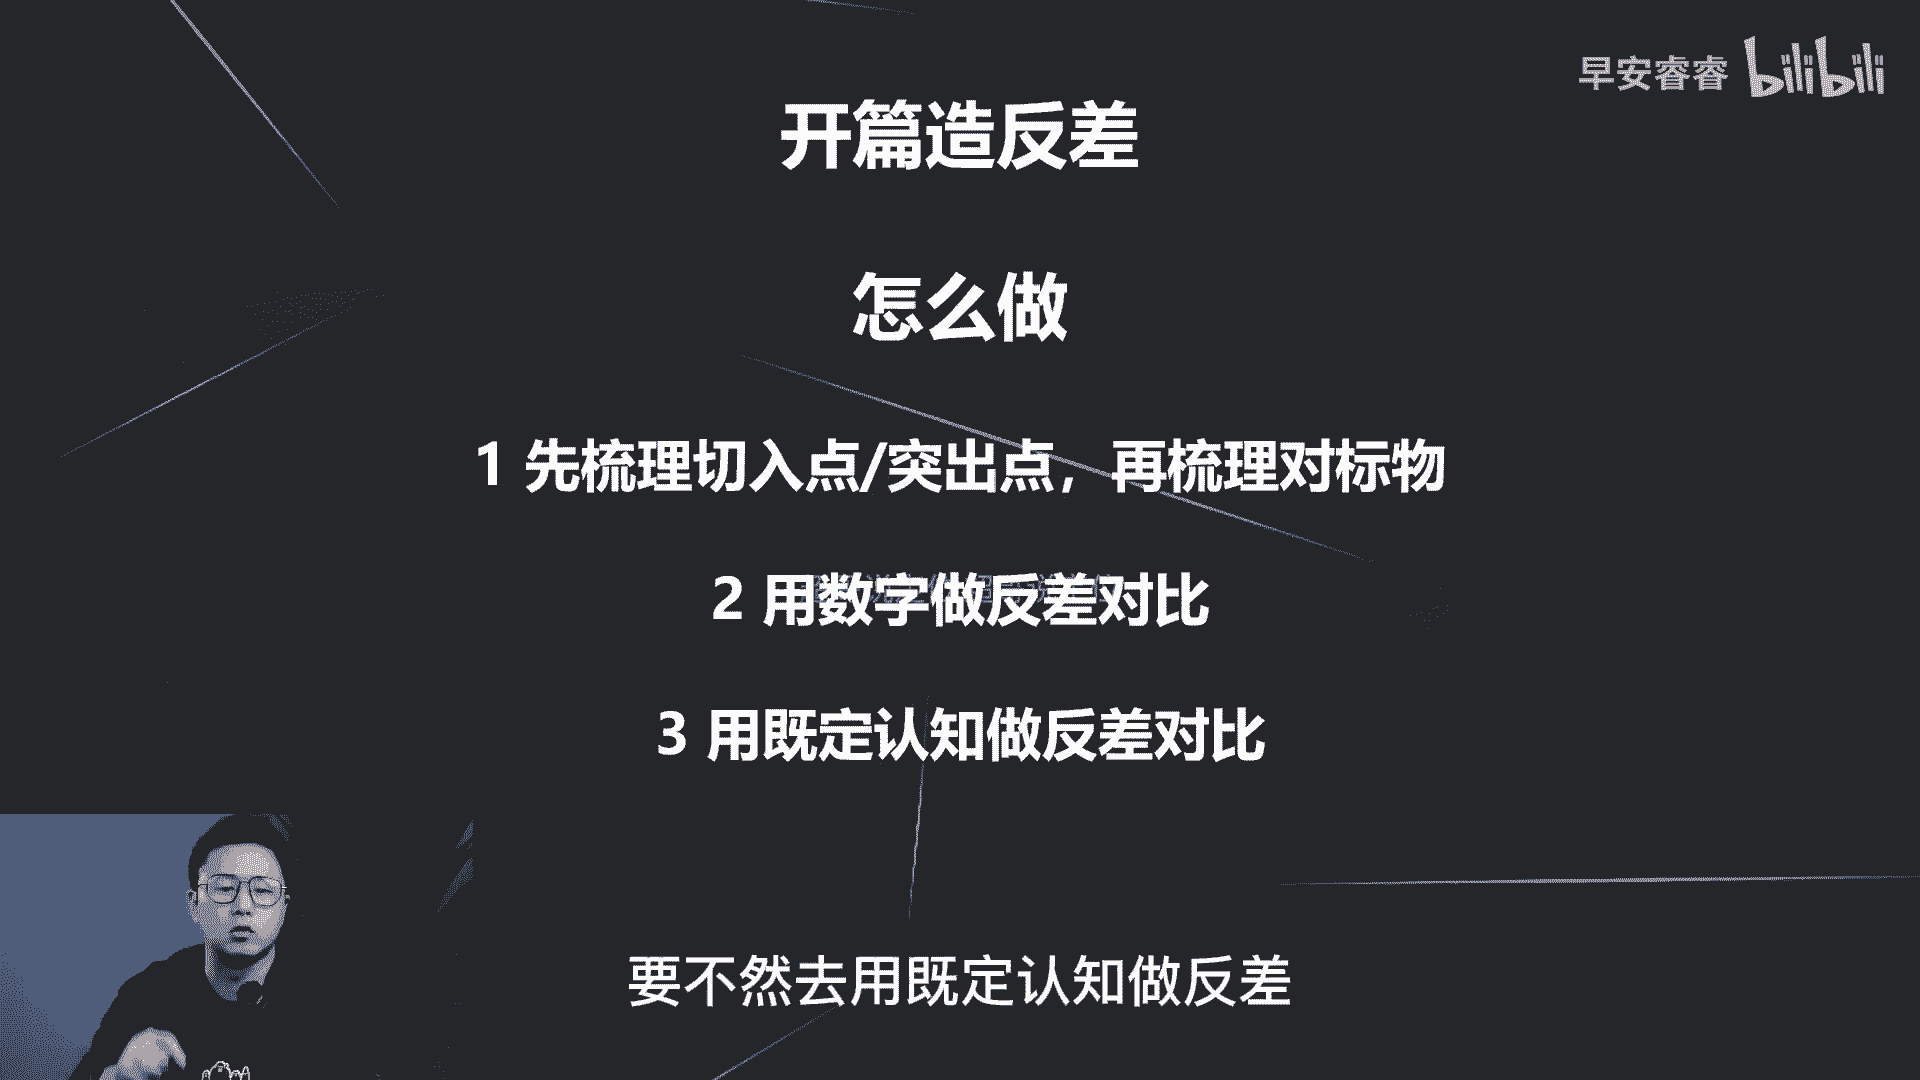 早安睿睿 bilibili
开篇造反差
怎么做
1 先梳理切入点/突出点，再梳理对标物
2 用数字做反差对比
3 用既定认知做反差对比
要不然去用既定认知做反差